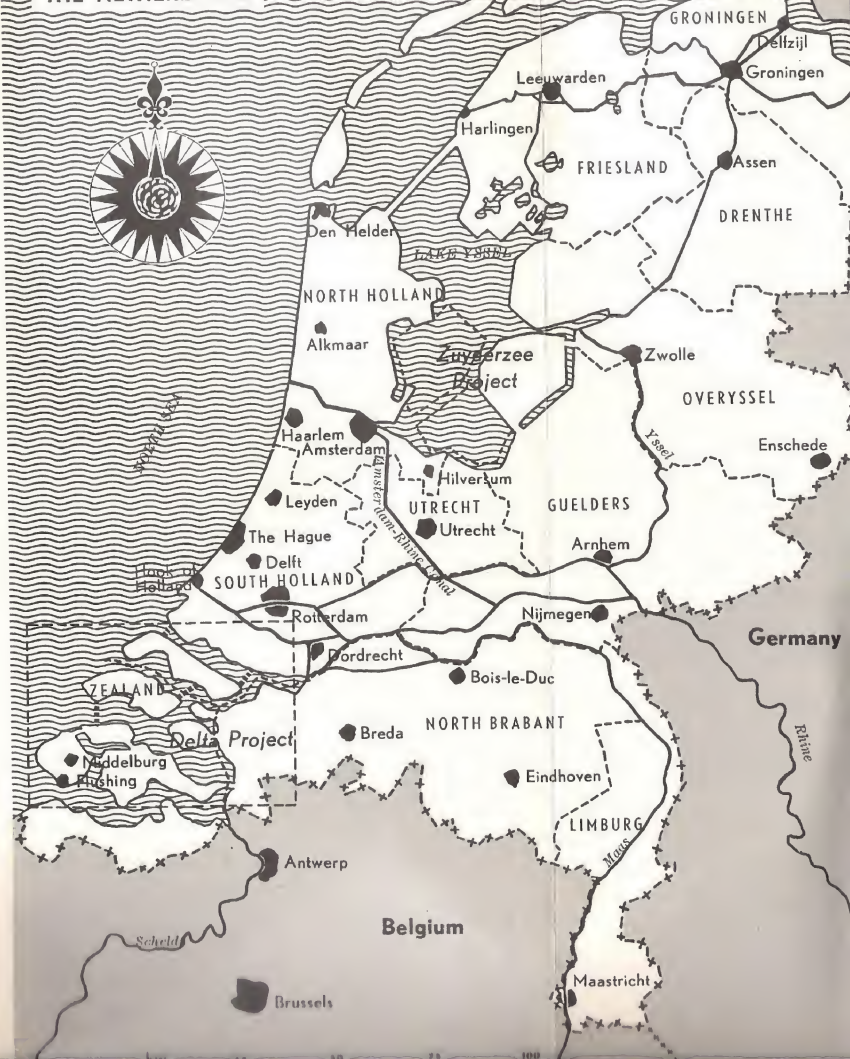 GRONINGEN
Delfzijl
Groningen
Leeuwarden
Harlingen
FRIESLAND
Assen
DRENTHE
Den Helder
LAKE YSSEL
NORTH HOLLAND
Alkmaar
Zuyderzee
Project
Zwolle
OVERYSSEL
NORTH SEA
Haarlem
Amsterdam
Yssel
Enschede
Hilversum
Amsterdam-Rhine Canal
Leyden
UTRECHT
GUELDERS
Utrecht
The Hague
Delft
Arnhem
Hook of
Holland
SOUTH HOLLAND
Rotterdam
Nijmegen
Germany
Dordrecht
ZEALAND
Bois-le-Duc
Rhine
NORTH BRABANT
Delta Project
Breda
Middelburg
Flushing
Eindhoven
LIMBURG
Maas
Antwerp
Belgium
Scheld
Maastricht
Brussels
100